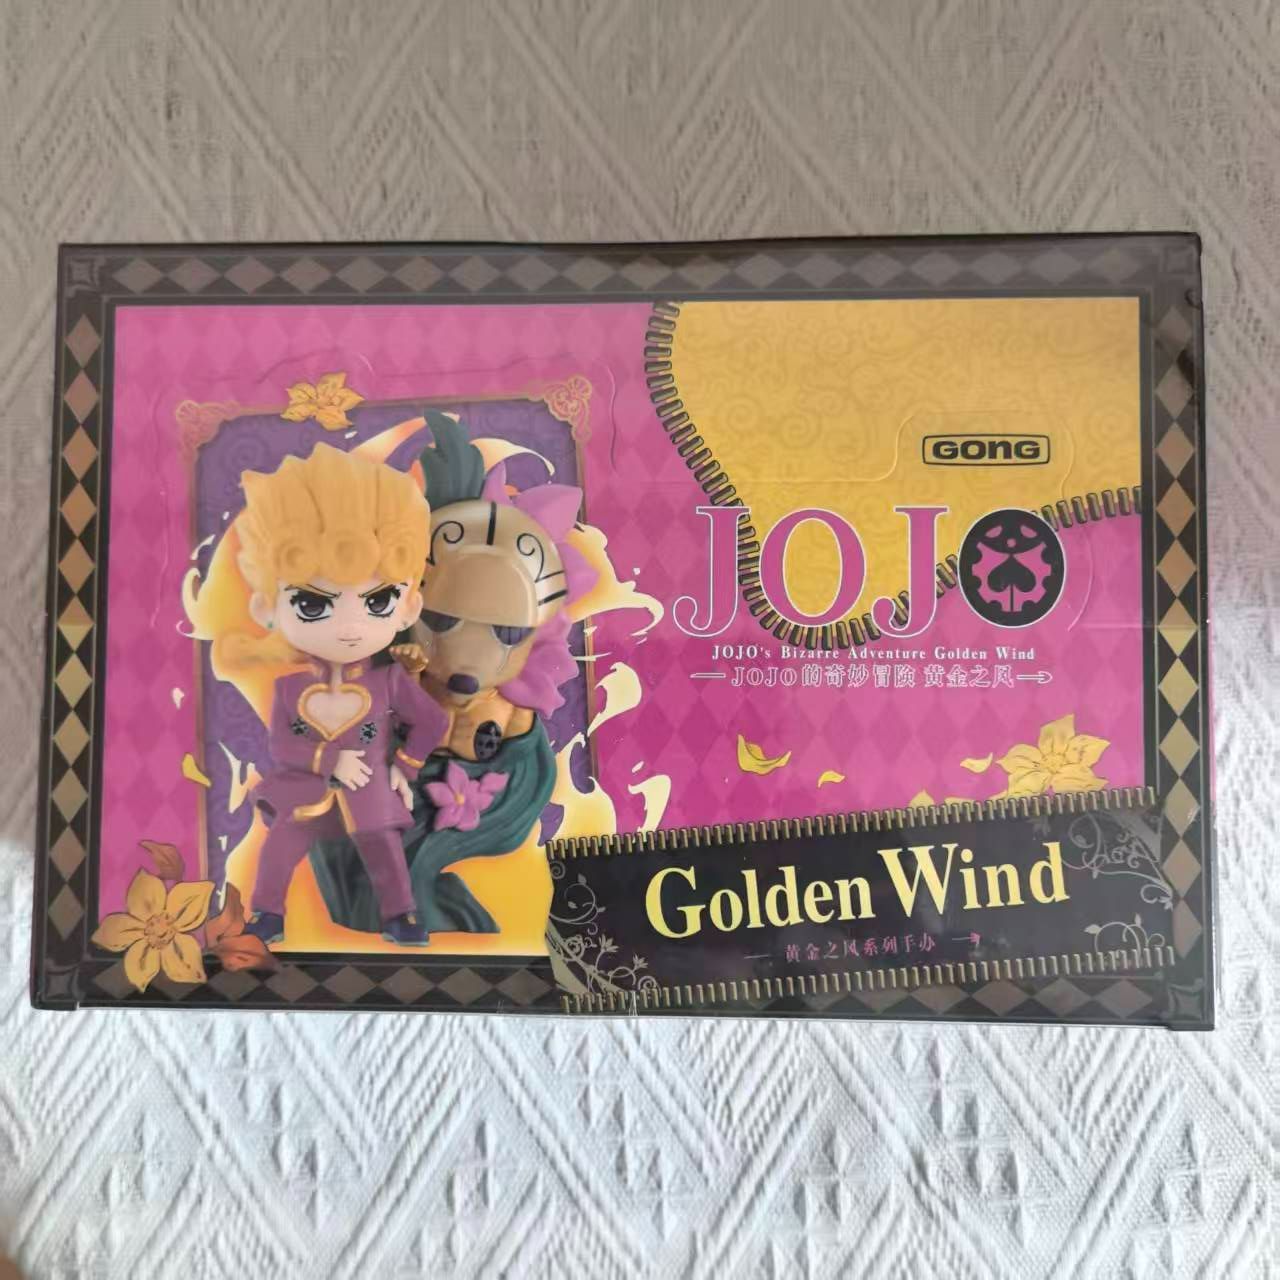 GONG
JOJO
JOJO's Bizarre Adventure Golden Wind
JOJO的奇妙冒険 黄金之风
Golden Wind
黄金之风系列手办